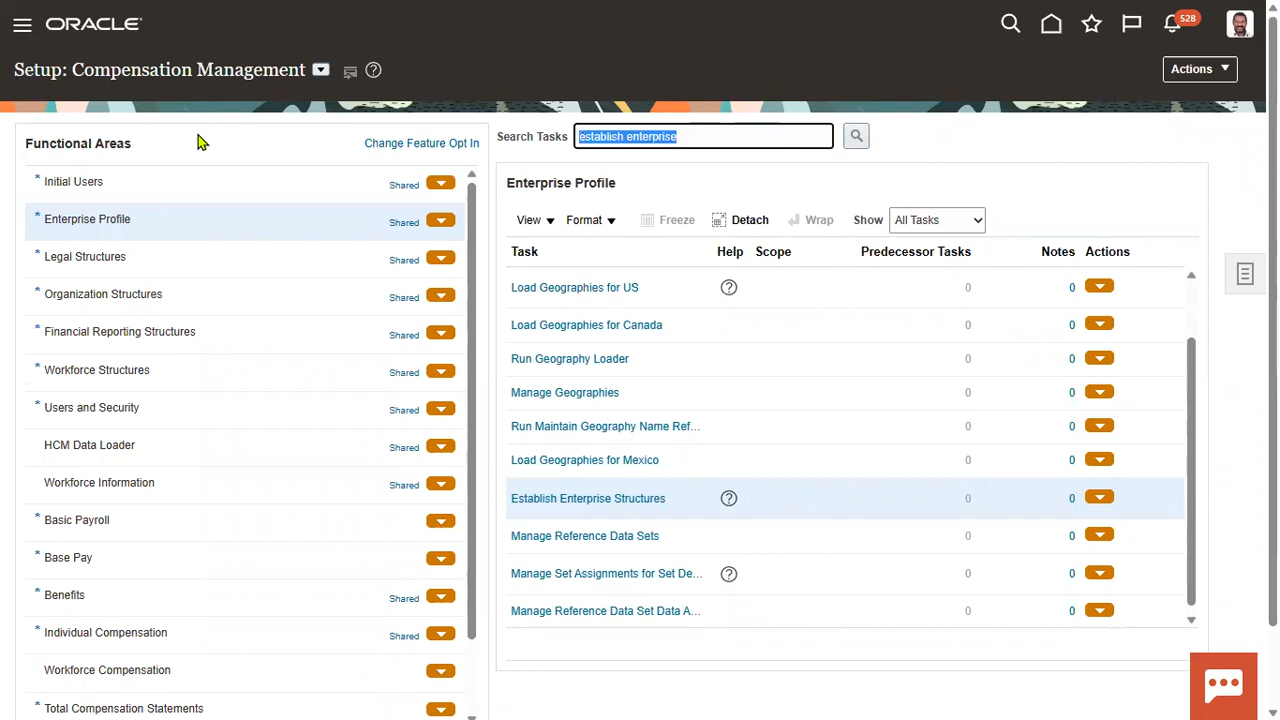 ORACLE
528
Setup: Compensation Management
Actions
Functional Areas
Change Feature Opt In
* Initial Users Shared
* Enterprise Profile Shared
* Legal Structures Shared
* Organization Structures Shared
* Financial Reporting Structures Shared
* Workforce Structures Shared
* Users and Security Shared
HCM Data Loader Shared
Workforce Information Shared
* Basic Payroll
* Base Pay
* Benefits Shared
* Individual Compensation Shared
Workforce Compensation
* Total Compensation Statements
Search Tasks establish enterprise
Enterprise Profile
View Format Freeze Detach Wrap Show All Tasks
Task Help Scope Predecessor Tasks Notes Actions
Load Geographies for US ? 0 0
Load Geographies for Canada 0 0
Run Geography Loader 0 0
Manage Geographies 0 0
Run Maintain Geography Name Ref... 0 0
Load Geographies for Mexico 0 0
Establish Enterprise Structures ? 0 0
Manage Reference Data Sets 0 0
Manage Set Assignments for Set De... ? 0 0
Manage Reference Data Set Data A... 0 0